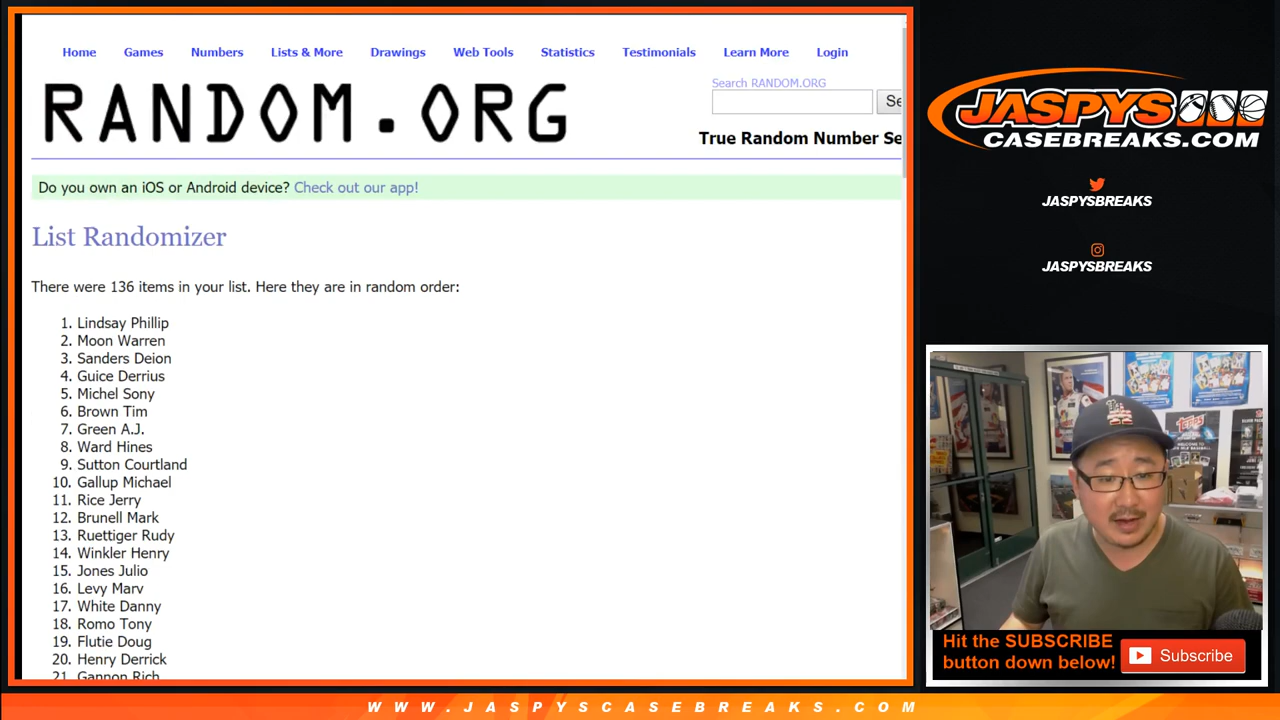 Home Games Numbers Lists & More Drawings Web Tools Statistics Testimonials Learn More Login
RANDOM.ORG
Search RANDOM.ORG
Se
True Random Number Se
Do you own an iOS or Android device? Check out our app!
List Randomizer
There were 136 items in your list. Here they are in random order:
1. Lindsay Phillip
2. Moon Warren
3. Sanders Deion
4. Guice Derrius
5. Michel Sony
6. Brown Tim
7. Green A.J.
8. Ward Hines
9. Sutton Courtland
10. Gallup Michael
11. Rice Jerry
12. Brunell Mark
13. Ruettiger Rudy
14. Winkler Henry
15. Jones Julio
16. Levy Marv
17. White Danny
18. Romo Tony
19. Flutie Doug
20. Henry Derrick
21. Gannon Rich
JASPYS
CASEBREAKS.COM
JASPYSBREAKS
JASPYSBREAKS
Hit the SUBSCRIBE
button down below!
Subscribe
WWW.JASPYSCASEBREAKS.COM